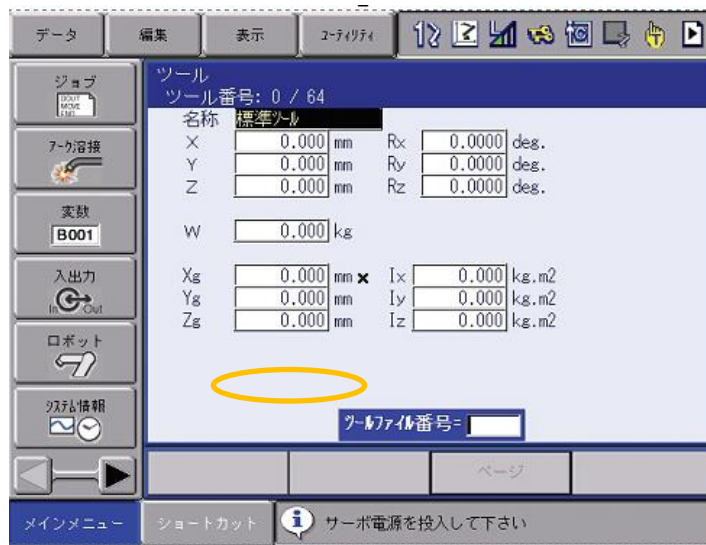 データ 編集 表示 ユーティリティ
ジョブ
DOUT
MOVE
END
アーク溶接
変数
B001
入出力
In Out
ロボット
システム情報
ツール
ツール番号: 0 / 64
名称 標準ツール
X 0.000 mm Rx 0.0000 deg.
Y 0.000 mm Ry 0.0000 deg.
Z 0.000 mm Rz 0.0000 deg.
W 0.000 kg
Xg 0.000 mm Ix 0.000 kg.m2
Yg 0.000 mm Iy 0.000 kg.m2
Zg 0.000 mm Iz 0.000 kg.m2
ツールファイル番号=
ページ
メインメニュー ショートカット サーボ電源を投入して下さい